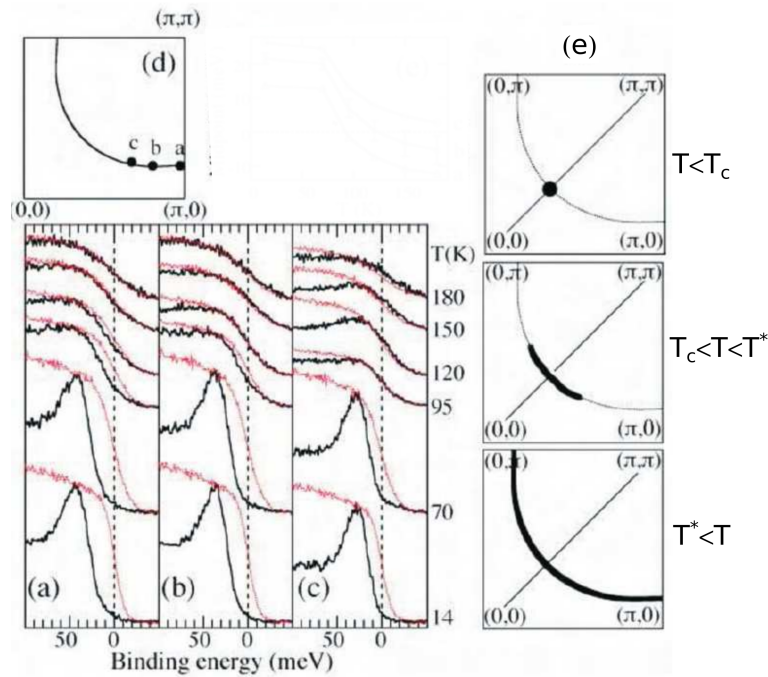 (π,π)
(d)
c b a
(0,0) (π,0)
T(K)
180
150
120
95
70
14
(a) (b) (c)
50 0 50 0 50 0
Binding energy (meV)
(e)
(0,π) (π,π)
(0,0) (π,0)
T<Tc
(0,π) (π,π)
(0,0) (π,0)
Tc<T<T*
(0,π) (π,π)
(0,0) (π,0)
T*<T